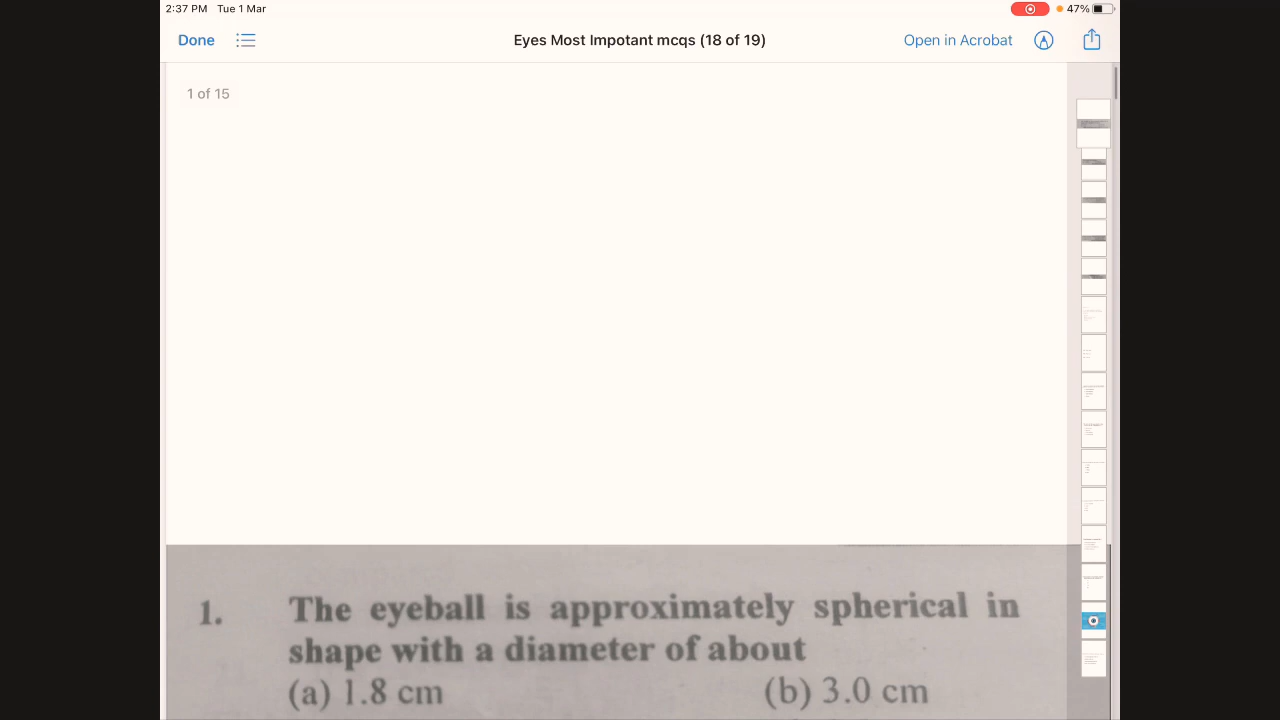 2:37 PM Tue 1 Mar 47%
Done Eyes Most Impotant mcqs (18 of 19) Open in Acrobat
1 of 15
1. The eyeball is approximately spherical in
shape with a diameter of about
(a) 1.8 cm (b) 3.0 cm